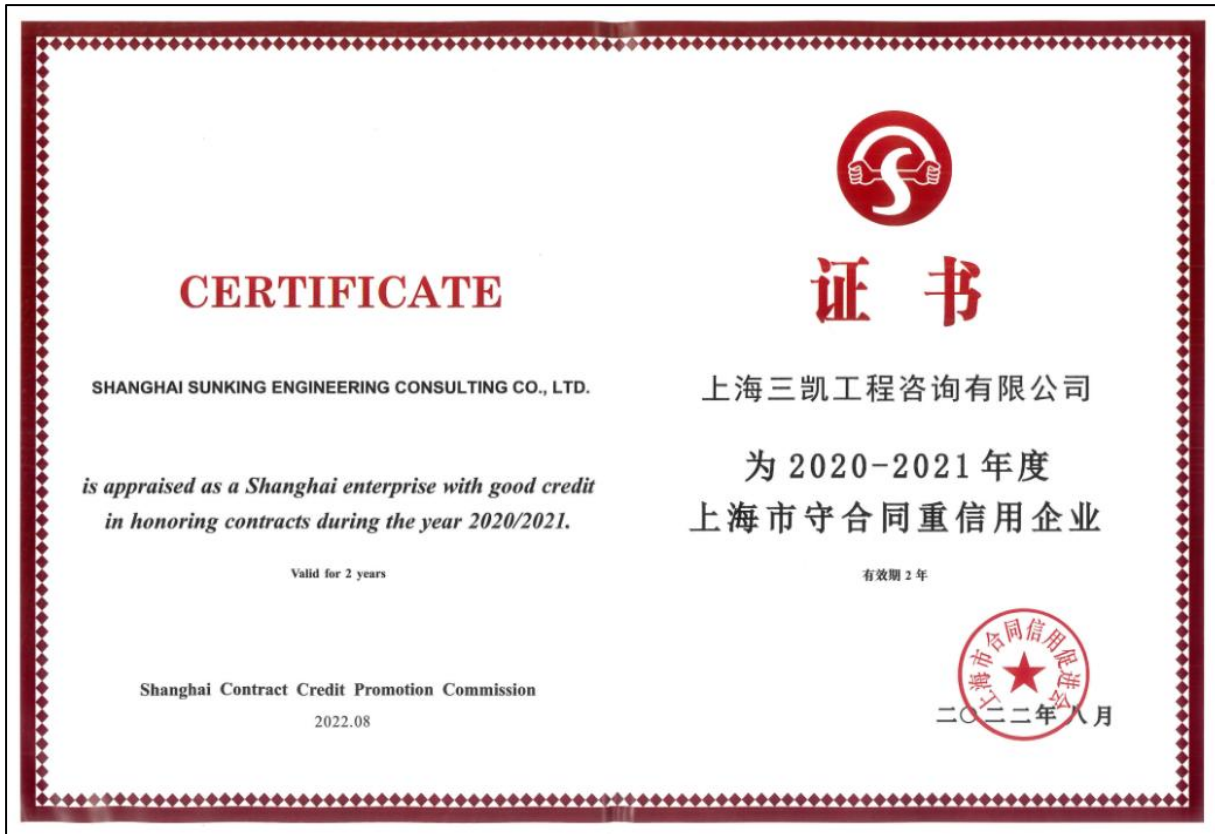 CERTIFICATE
SHANGHAI SUNKING ENGINEERING CONSULTING CO., LTD.
is appraised as a Shanghai enterprise with good credit
in honoring contracts during the year 2020/2021.
Valid for 2 years
Shanghai Contract Credit Promotion Commission
2022.08
S
证书
上海三凯工程咨询有限公司
为 2020-2021 年度
上海市守合同重信用企业
有效期 2 年
上海市合同信用促进会
二〇二二年八月